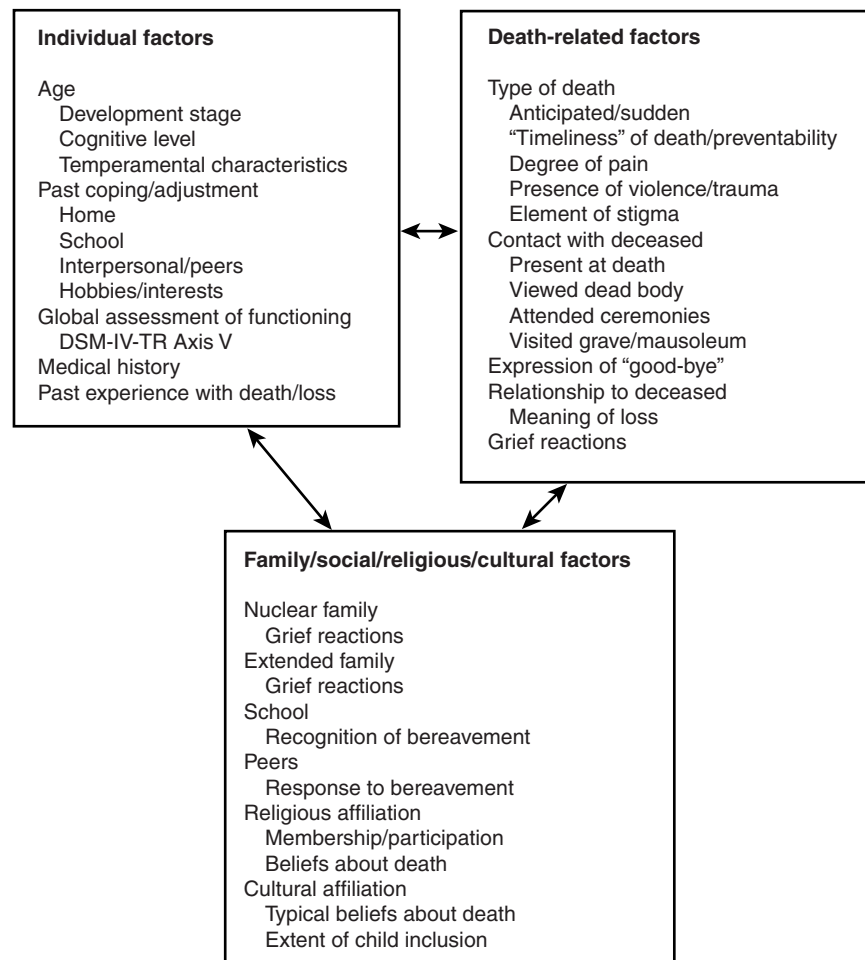 Individual factors
Age
Development stage
Cognitive level
Temperamental characteristics
Past coping/adjustment
Home
School
Interpersonal/peers
Hobbies/interests
Global assessment of functioning
DSM-IV-TR Axis V
Medical history
Past experience with death/loss
Death-related factors
Type of death
Anticipated/sudden
“Timeliness” of death/preventability
Degree of pain
Presence of violence/trauma
Element of stigma
Contact with deceased
Present at death
Viewed dead body
Attended ceremonies
Visited grave/mausoleum
Expression of “good-bye”
Relationship to deceased
Meaning of loss
Grief reactions
Family/social/religious/cultural factors
Nuclear family
Grief reactions
Extended family
Grief reactions
School
Recognition of bereavement
Peers
Response to bereavement
Religious affiliation
Membership/participation
Beliefs about death
Cultural affiliation
Typical beliefs about death
Extent of child inclusion